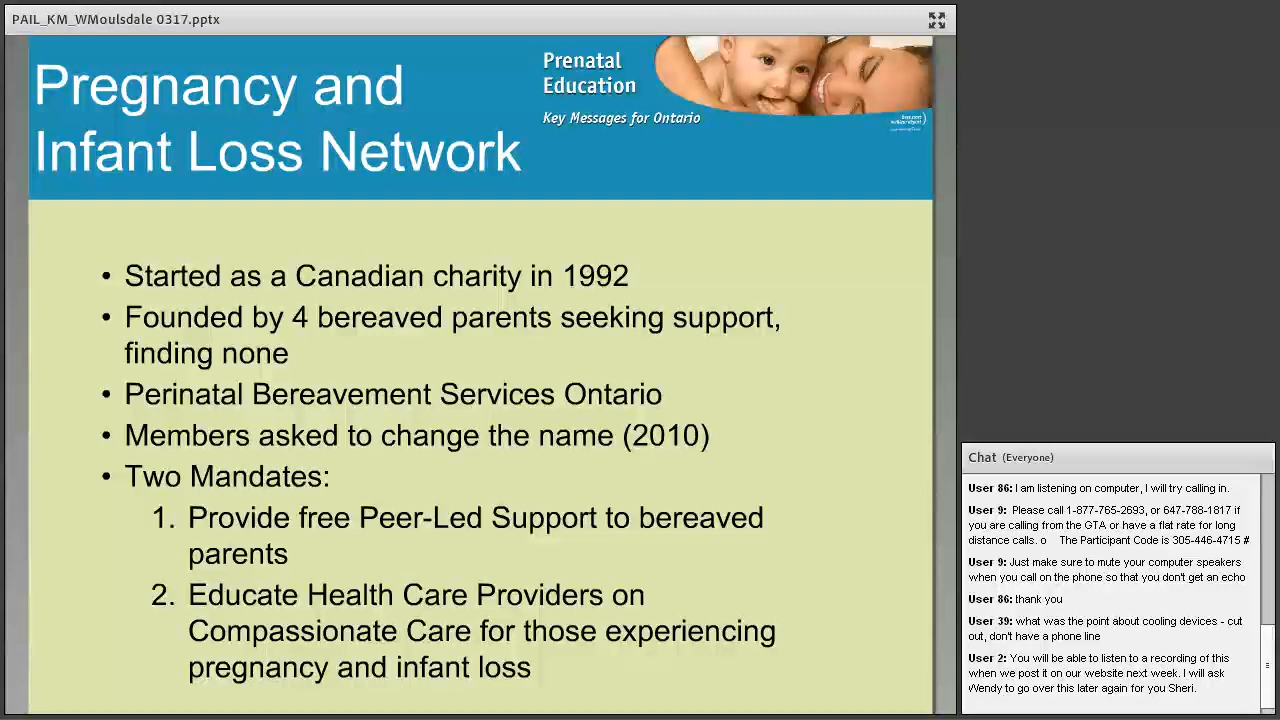 PAIL_KM_WMoulsdale 0317.pptx
Pregnancy and
Infant Loss Network
Prenatal
Education
Key Messages for Ontario
• Started as a Canadian charity in 1992
• Founded by 4 bereaved parents seeking support,
finding none
• Perinatal Bereavement Services Ontario
• Members asked to change the name (2010)
• Two Mandates:
1. Provide free Peer-Led Support to bereaved
parents
2. Educate Health Care Providers on
Compassionate Care for those experiencing
pregnancy and infant loss
Chat (Everyone)
User 86: I am listening on computer, I will try calling in.
User 9: Please call 1-877-765-2693, or 647-788-1817 if
you are calling from the GTA or have a flat rate for long
distance calls. o The Participant Code is 305-446-4715 #
User 9: Just make sure to mute your computer speakers
when you call on the phone so that you don't get an echo
User 86: thank you
User 39: what was the point about cooling devices - cut
out, don't have a phone line
User 2: You will be able to listen to a recording of this
when we post it on our website next week. I will ask
Wendy to go over this later again for you Sheri.